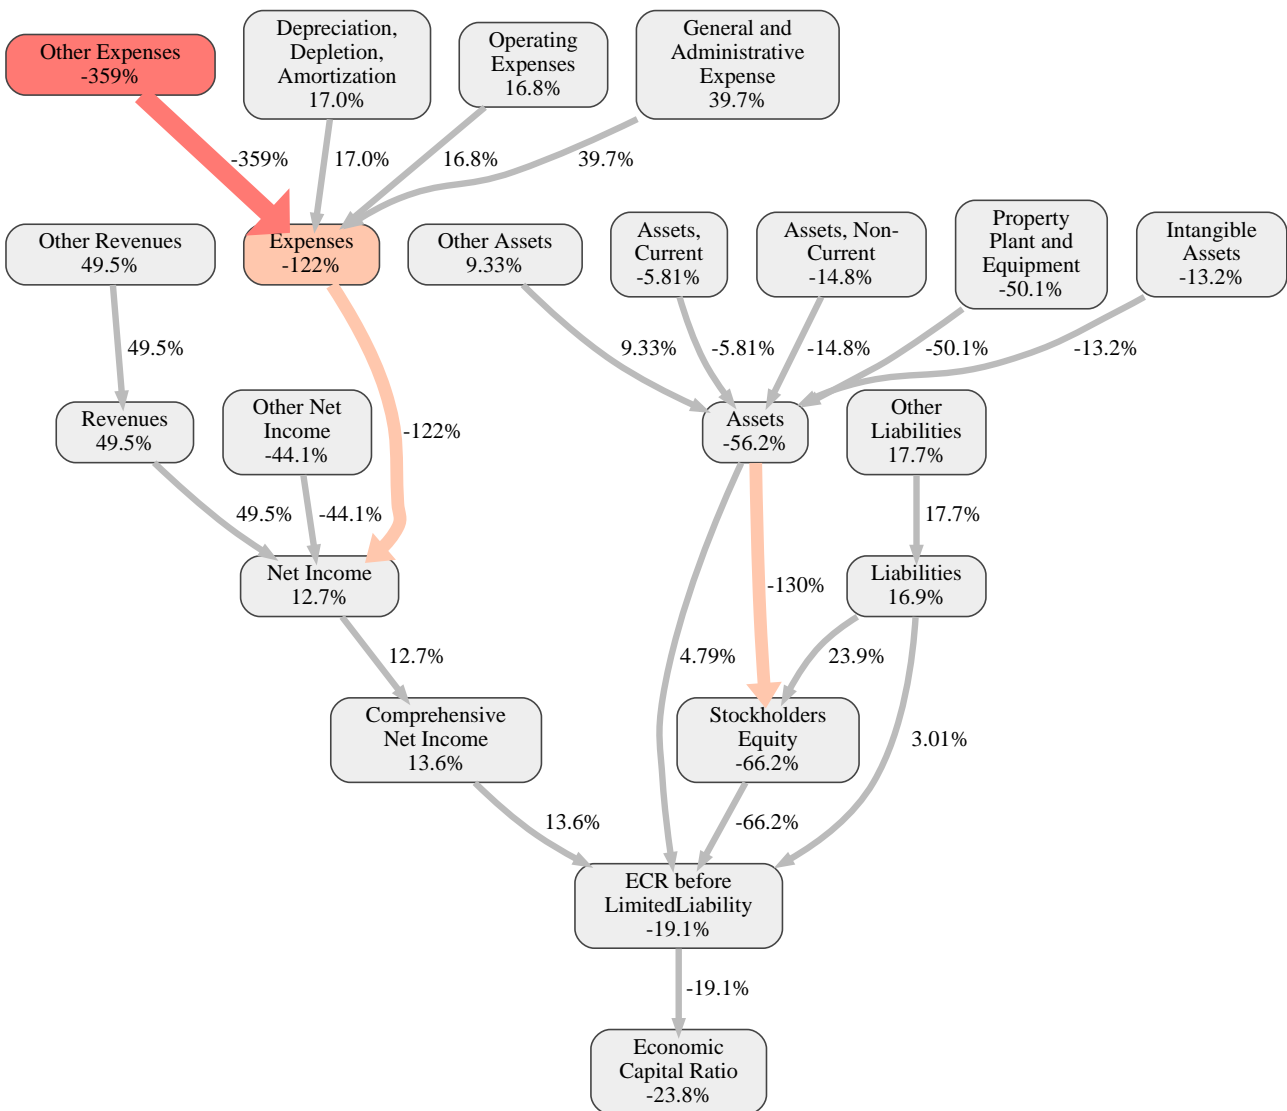 Other Expenses
-359%
Depreciation,
Depletion,
Amortization
17.0%
Operating
Expenses
16.8%
General and
Administrative
Expense
39.7%
-359%
17.0%
16.8%
39.7%
Other Revenues
49.5%
Expenses
-122%
Other Assets
9.33%
Assets,
Current
-5.81%
Assets, Non-
Current
-14.8%
Property
Plant and
Equipment
-50.1%
Intangible
Assets
-13.2%
49.5%
9.33%
-5.81%
-14.8%
-50.1%
-13.2%
Revenues
49.5%
Other Net
Income
-44.1%
-122%
Assets
-56.2%
Other
Liabilities
17.7%
49.5%
-44.1%
17.7%
Net Income
12.7%
-130%
Liabilities
16.9%
12.7%
4.79%
23.9%
Comprehensive
Net Income
13.6%
Stockholders
Equity
-66.2%
3.01%
13.6%
-66.2%
ECR before
LimitedLiability
-19.1%
-19.1%
Economic
Capital Ratio
-23.8%